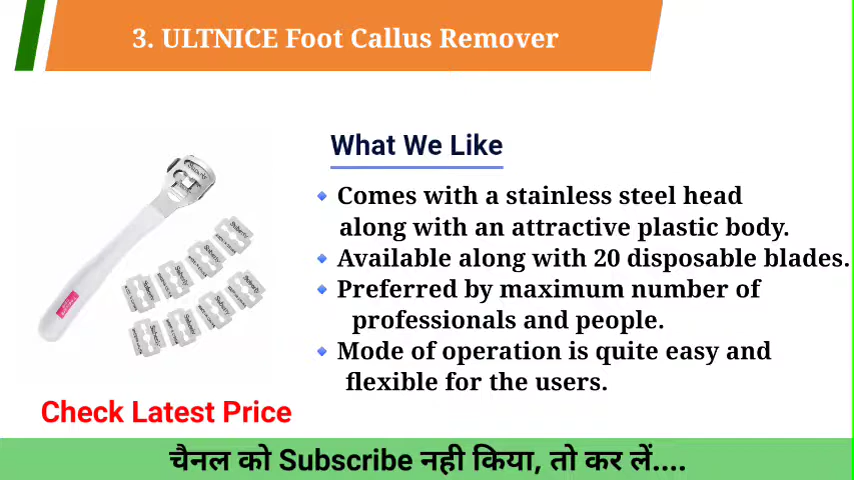 3. ULTNICE Foot Callus Remover
What We Like
Comes with a stainless steel head
along with an attractive plastic body.
Available along with 20 disposable blades.
Preferred by maximum number of
professionals and people.
Mode of operation is quite easy and
flexible for the users.
Check Latest Price
चैनल को Subscribe नही किया, तो कर लें....